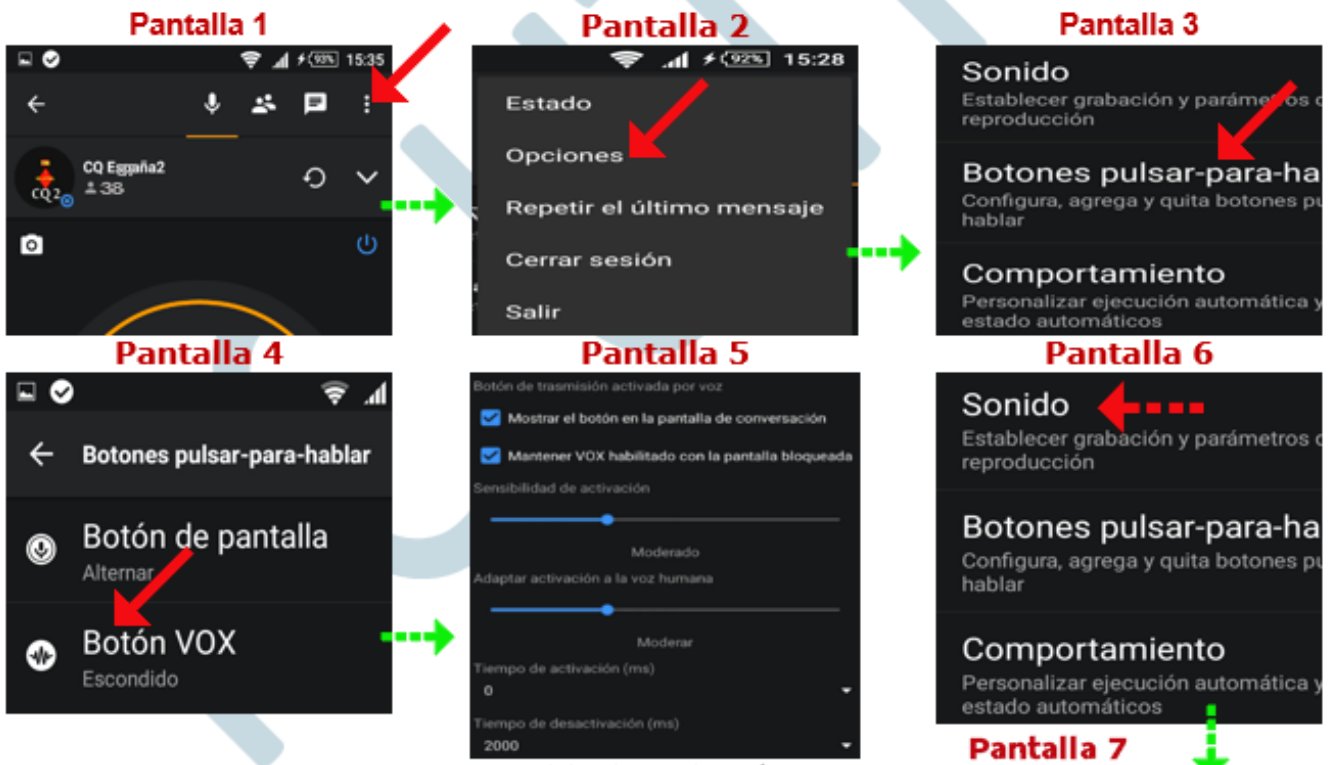 Pantalla 1
15:35
93%
CQ Egpaña2
38
CQ 2
Pantalla 2
92%
15:28
Estado
Opciones
Repetir el último mensaje
Cerrar sesión
Salir
Pantalla 3
Sonido
Establecer grabación y parámetros
reproducción
Botones pulsar-para-ha
Configura, agrega y quita botones pu
hablar
Comportamiento
Personalizar ejecución automática y
estado automáticos
Pantalla 4
Botones pulsar-para-hablar
Botón de pantalla
Alternar
Botón VOX
Escondido
Pantalla 5
Botón de trasmisión activada por voz
Mostrar el botón en la pantalla de conversación
Mantener VOX habilitado con la pantalla bloqueada
Sensibilidad de activación
Moderado
Adaptar activación a la voz humana
Moderar
Tiempo de activación (ms)
0
Tiempo de desactivación (ms)
2000
Pantalla 6
Sonido
Establecer grabación y parámetros
reproducción
Botones pulsar-para-ha
Configura, agrega y quita botones pu
hablar
Comportamiento
Personalizar ejecución automática y
estado automáticos
Pantalla 7